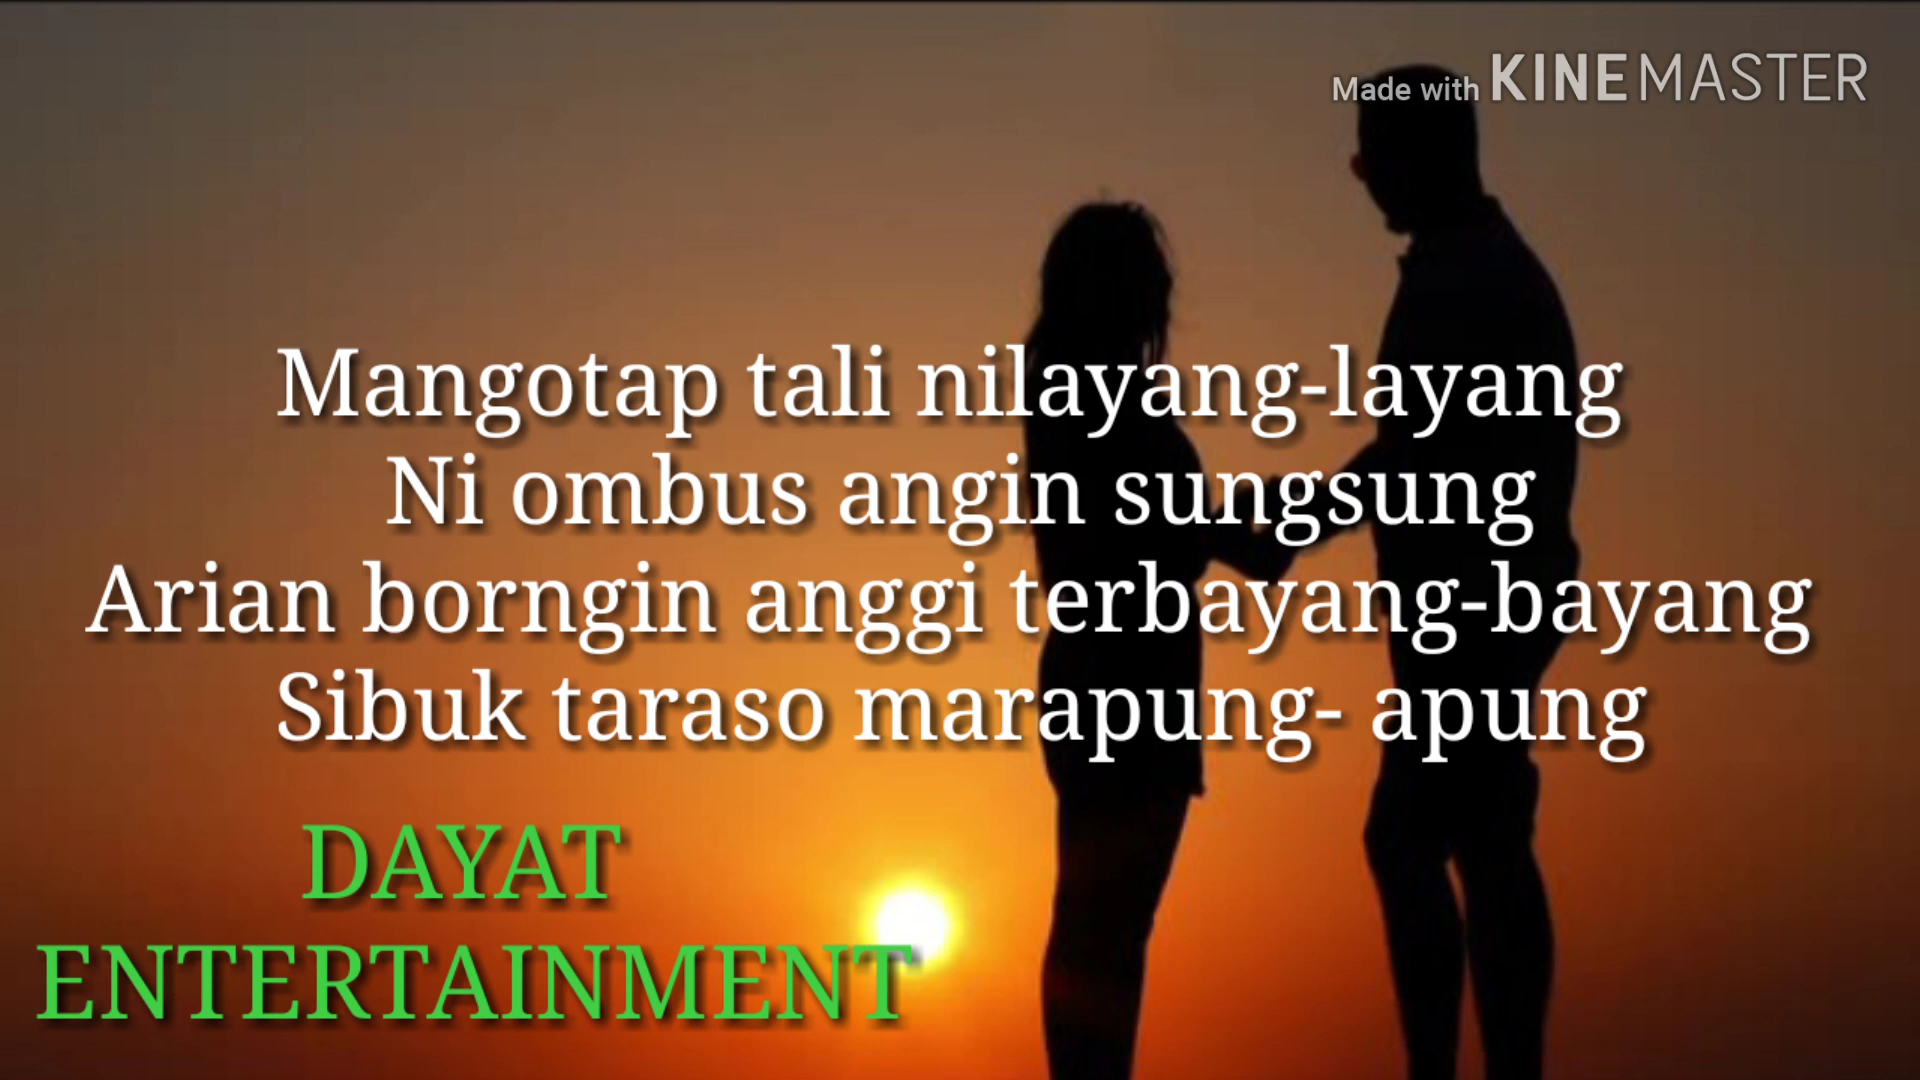 Made with KINEMASTER
Mangotap tali nilayang-layang
Ni ombus angin sungsung
Arian borngin anggi terbayang-bayang
Sibuk taraso marapung- apung
DAYAT
ENTERTAINMENT